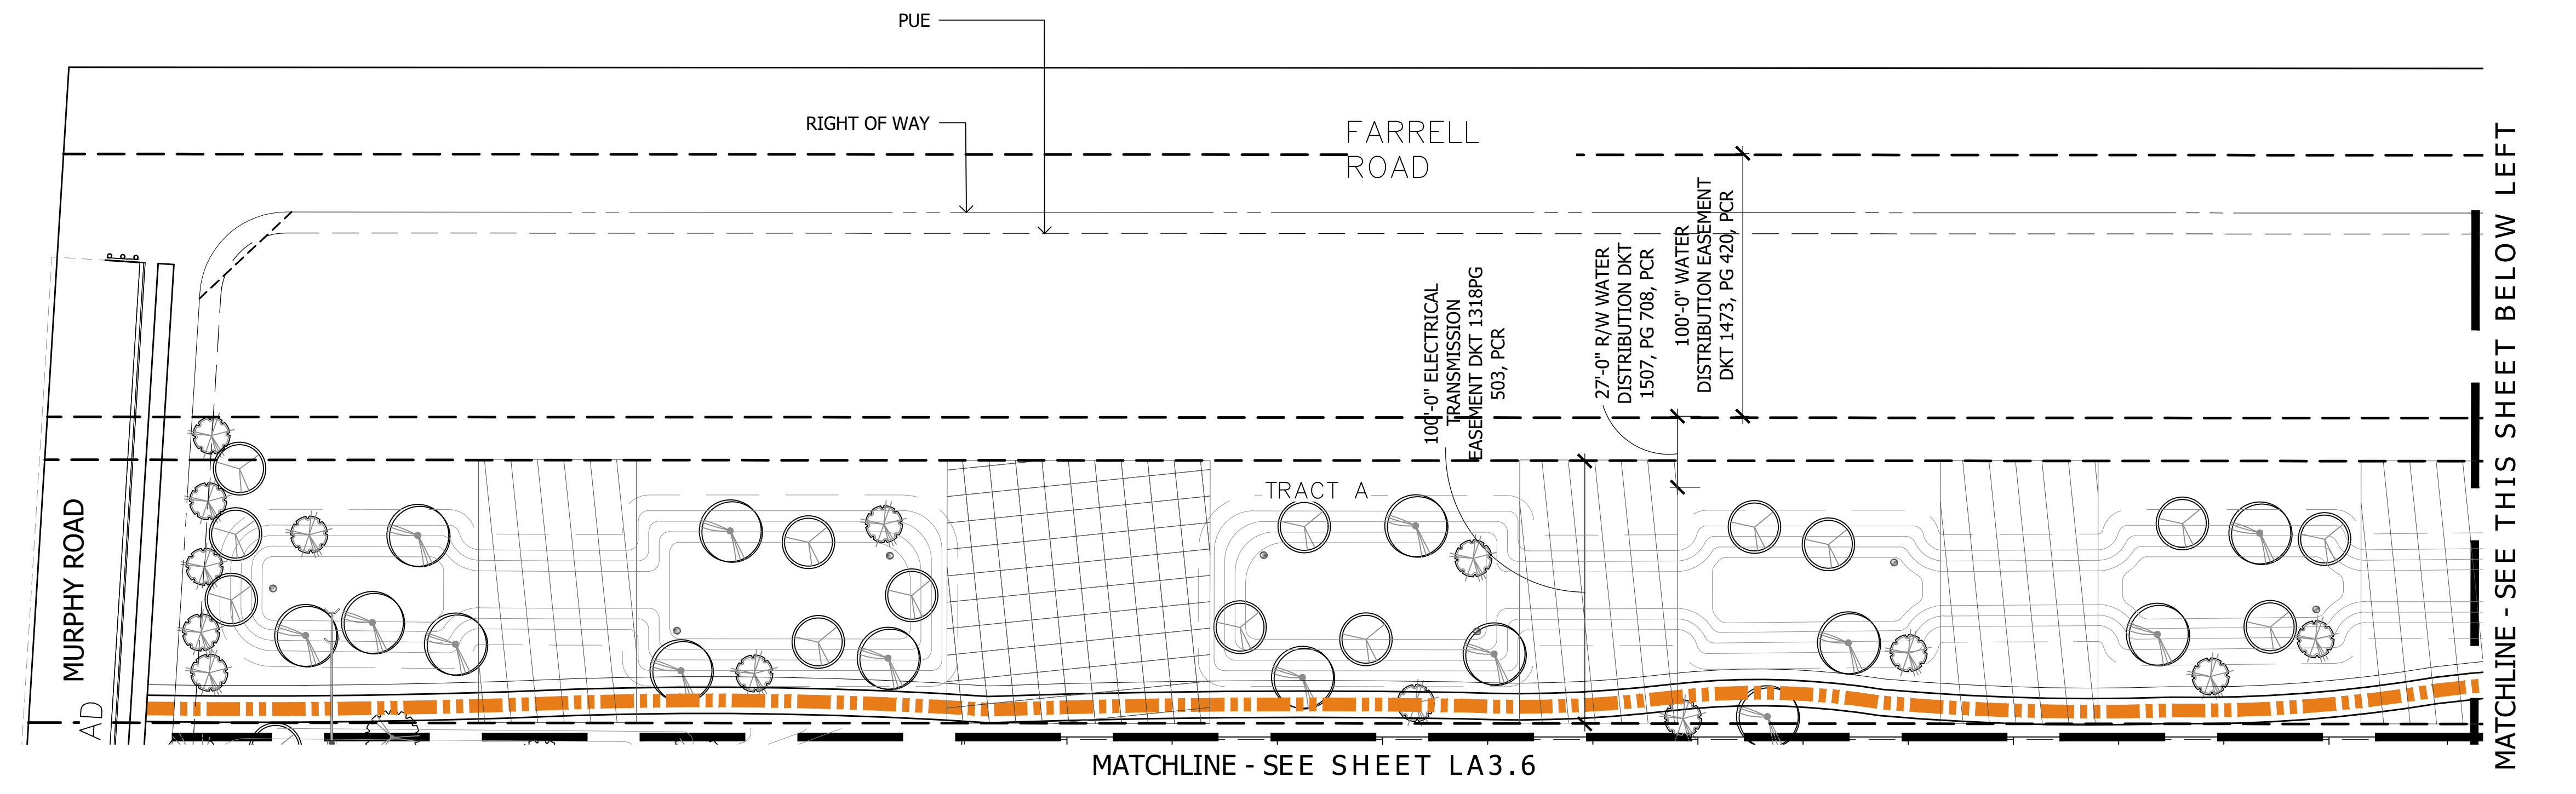 PUE
RIGHT OF WAY
FARRELL
ROAD
100'-0" WATER
DISTRIBUTION EASEMENT
DKT 1473, PG 420, PCR
27'-0" R/W WATER
DISTRIBUTION DKT
1507, PG 708, PCR
100'-0" ELECTRICAL
TRANSMISSION
EASEMENT DKT 1318PG
503, PCR
TRACT A
MURPHY ROAD
AD
MATCHLINE - SEE THIS SHEET BELOW LEFT
MATCHLINE - SEE SHEET LA3.6